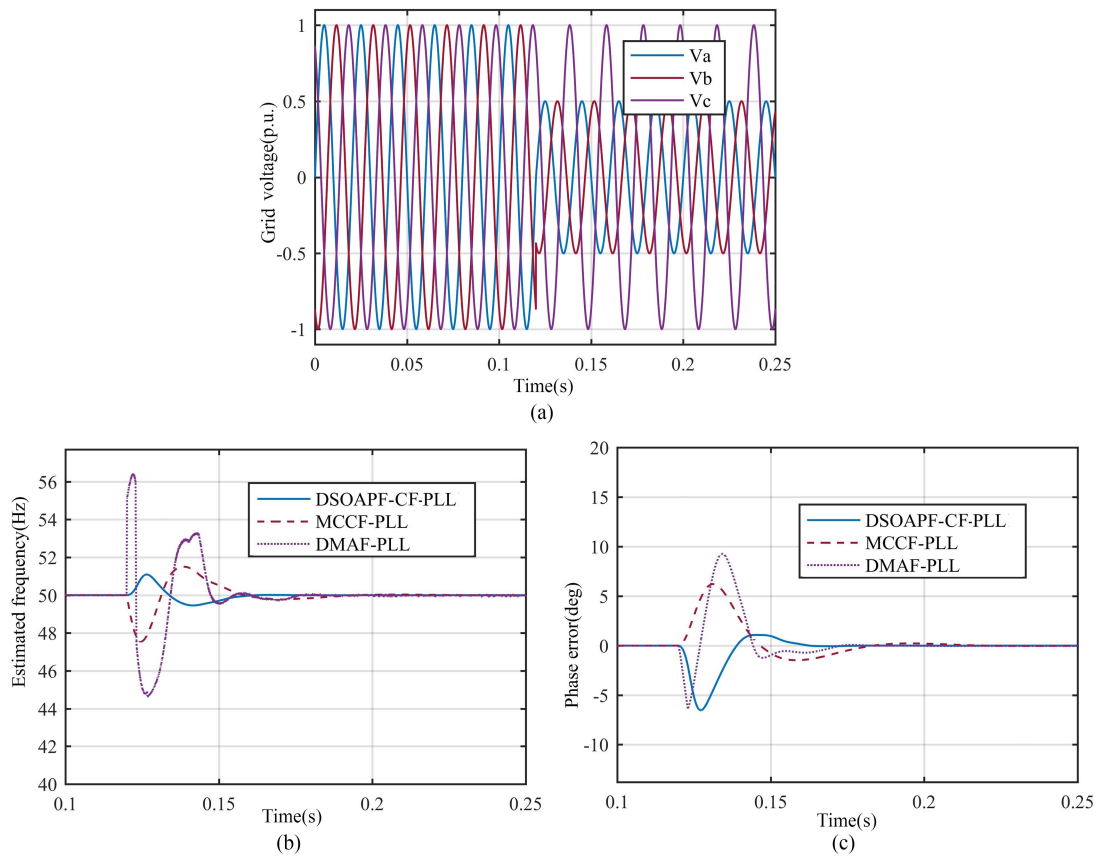 1
0.5
0
-0.5
-1
Grid voltage(p.u.)
Va
Vb
Vc
0
0.05
0.1
0.15
0.2
0.25
Time(s)
(a)
56
54
52
50
48
46
44
42
40
Estimated frequency(Hz)
DSOAPF-CF-PLL
MCCF-PLL
DMAF-PLL
0.1
0.15
0.2
0.25
Time(s)
(b)
20
15
10
5
0
-5
-10
Phase error(deg)
DSOAPF-CF-PLL
MCCF-PLL
DMAF-PLL
0.1
0.15
0.2
0.25
Time(s)
(c)